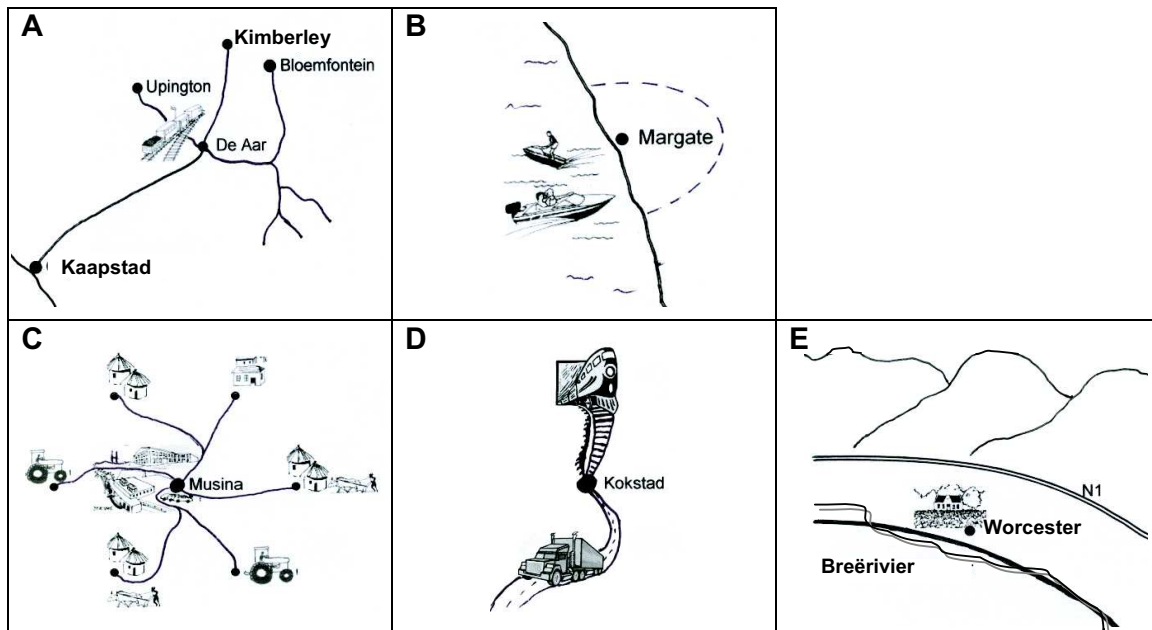 A
Kimberley
Bloemfontein
Upington
De Aar
Kaapstad
B
Margate
C
Musina
D
Kokstad
E
N1
Worcester
Breërivier